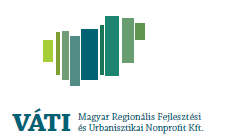 VÁTI
Magyar Regionális Fejlesztési
és Urbanisztikai Nonprofit Kft.